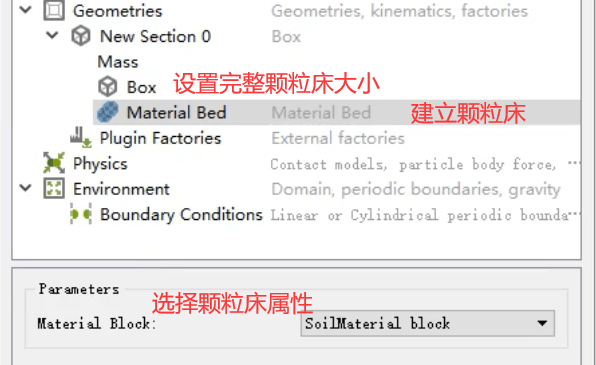 Geometries Geometries, kinematics, factories
New Section 0 Box
Mass
Box 设置完整颗粒床大小
Material Bed Material Bed 建立颗粒床
Plugin Factories External factories
Physics Contact models, particle body force, ...
Environment Domain, periodic boundaries, gravity
Boundary Conditions Linear or Cylindrical periodic bounda...
Parameters
选择颗粒床属性
Material Block: SoilMaterial block